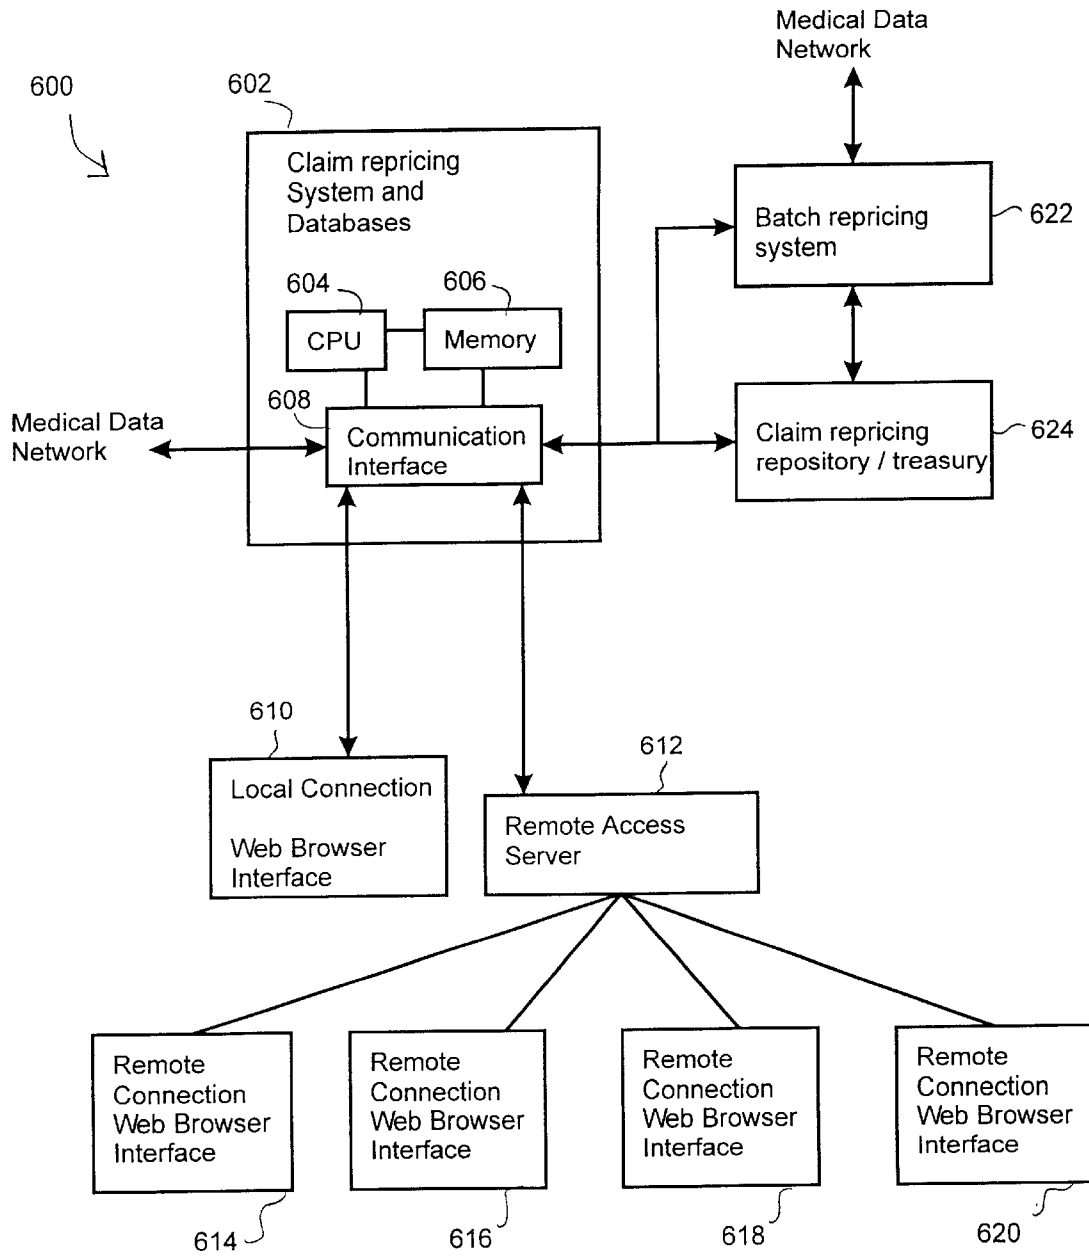 Medical Data
Network
600
602
Claim repricing
System and
Databases
Batch repricing
system
622
604
606
CPU
Memory
608
Medical Data
Network
Communication
Interface
Claim repricing
repository / treasury
624
610
Local Connection
Web Browser
Interface
612
Remote Access
Server
Remote
Connection
Web Browser
Interface
614
Remote
Connection
Web Browser
Interface
616
Remote
Connection
Web Browser
Interface
618
Remote
Connection
Web Browser
Interface
620